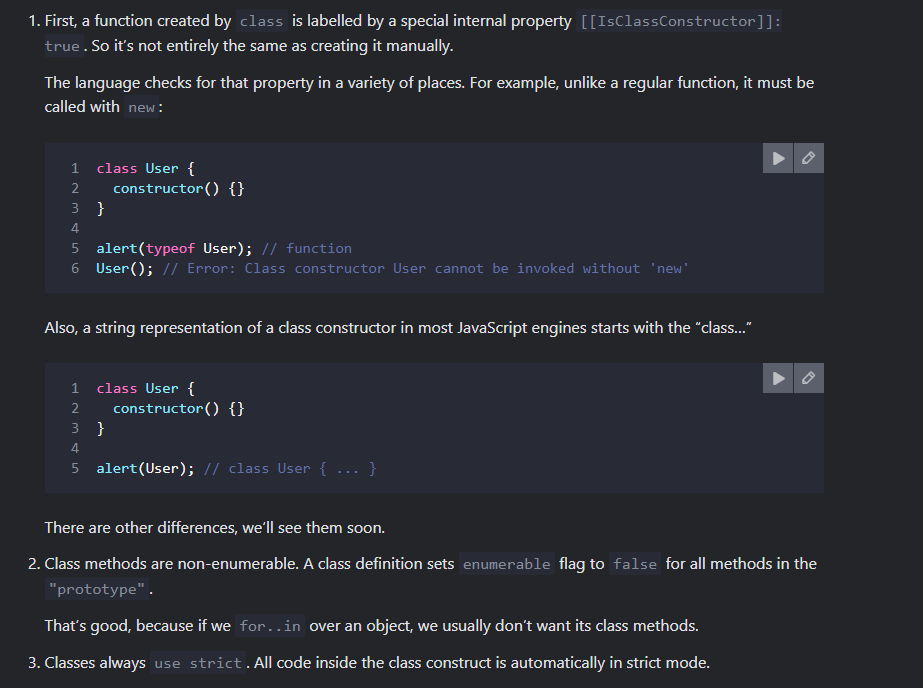 1. First, a function created by class is labelled by a special internal property [[IsClassConstructor]]:
true. So it’s not entirely the same as creating it manually.
The language checks for that property in a variety of places. For example, unlike a regular function, it must be
called with new:
1 class User {
2   constructor() {}
3 }
4
5 alert(typeof User); // function
6 User(); // Error: Class constructor User cannot be invoked without 'new'
Also, a string representation of a class constructor in most JavaScript engines starts with the “class…”
1 class User {
2   constructor() {}
3 }
4
5 alert(User); // class User { ... }
There are other differences, we’ll see them soon.
2. Class methods are non-enumerable. A class definition sets enumerable flag to false for all methods in the
"prototype".
That’s good, because if we for..in over an object, we usually don’t want its class methods.
3. Classes always use strict. All code inside the class construct is automatically in strict mode.